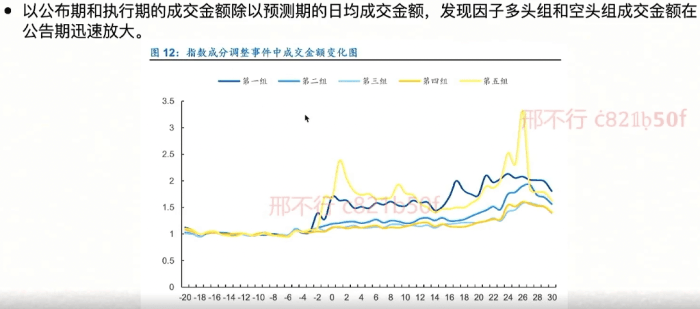 • 以公布期和执行期的成交金额除以预测期的日均成交金额，发现因子多头组和空头组成交金额在
公告期迅速放大。
图 12：指数成分调整事件中成交金额变化图
第一组 第二组 第三组 第四组 第五组
3.5
3
2.5
2
1.5
1
0.5
0
-20 -18 -16 -14 -12 -10 -8 -6 -4 -2 0 2 4 6 8 10 12 14 16 18 20 22 24 26 28 30
邢不行
邢不行